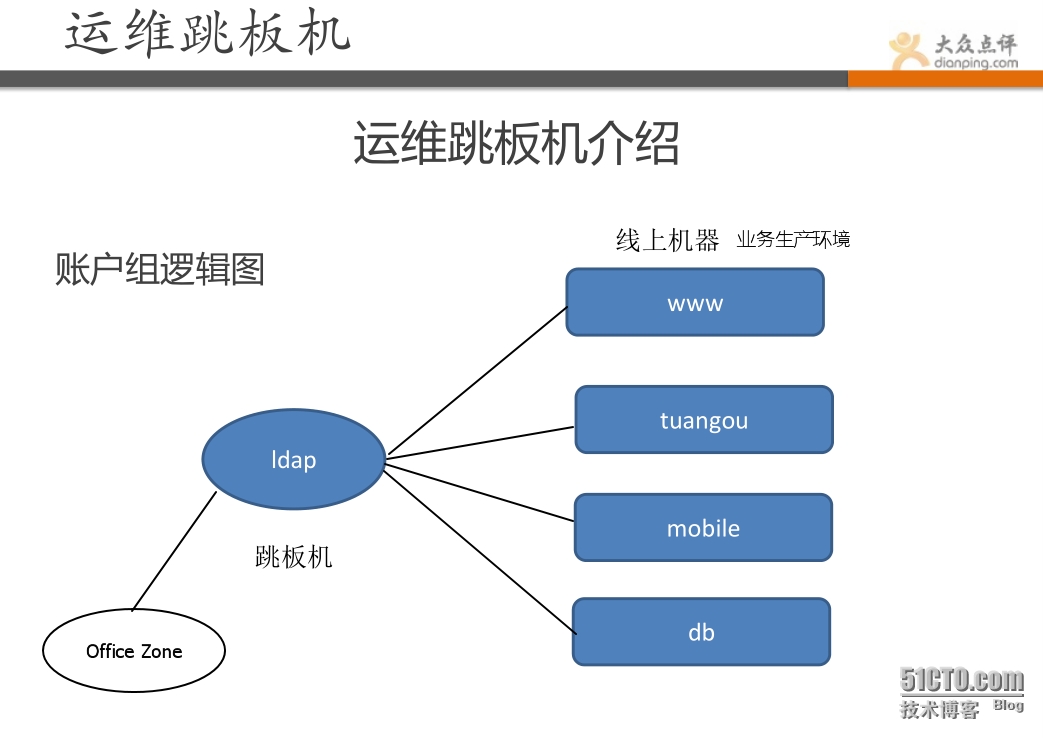 运维跳板机
大众点评
dianping.com
运维跳板机介绍
线上机器 业务生产环境
账户组逻辑图
www
tuangou
ldap
mobile
跳板机
db
Office Zone
51CTO.com
技术博客 Blog